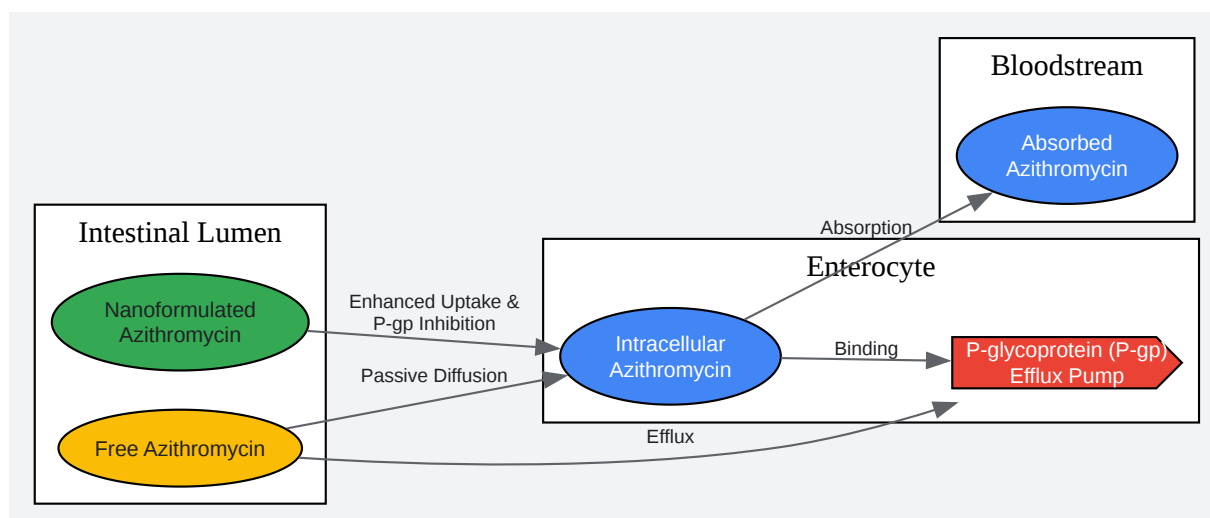 Bloodstream
Absorbed
Azithromycin
Absorption
Intestinal Lumen
Nanoformulated
Azithromycin
Free Azithromycin
Enhanced Uptake &
P-gp Inhibition
Passive Diffusion
Efflux
Enterocyte
Intracellular
Azithromycin
Binding
P-glycoprotein (P-gp)
Efflux Pump